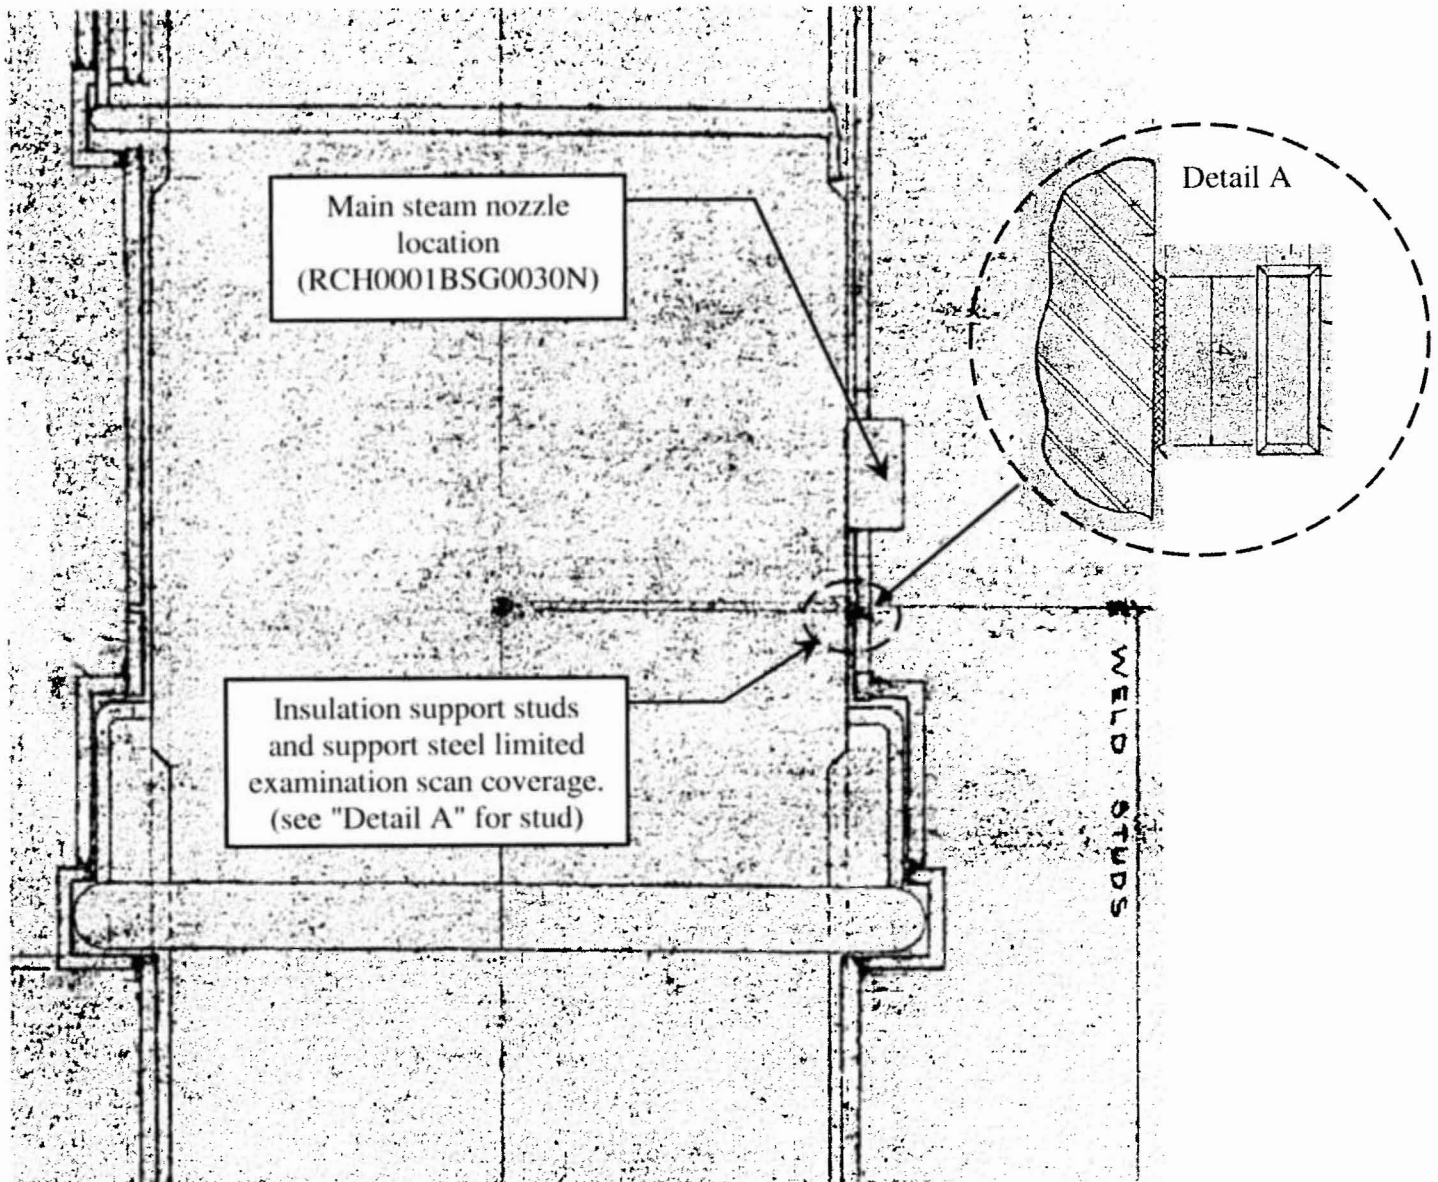 Detail A
Main steam nozzle
location
(RCH0001BSG0030N)
4
Insulation support studs
and support steel limited
examination scan coverage.
(see "Detail A" for stud)
WELD STUDS